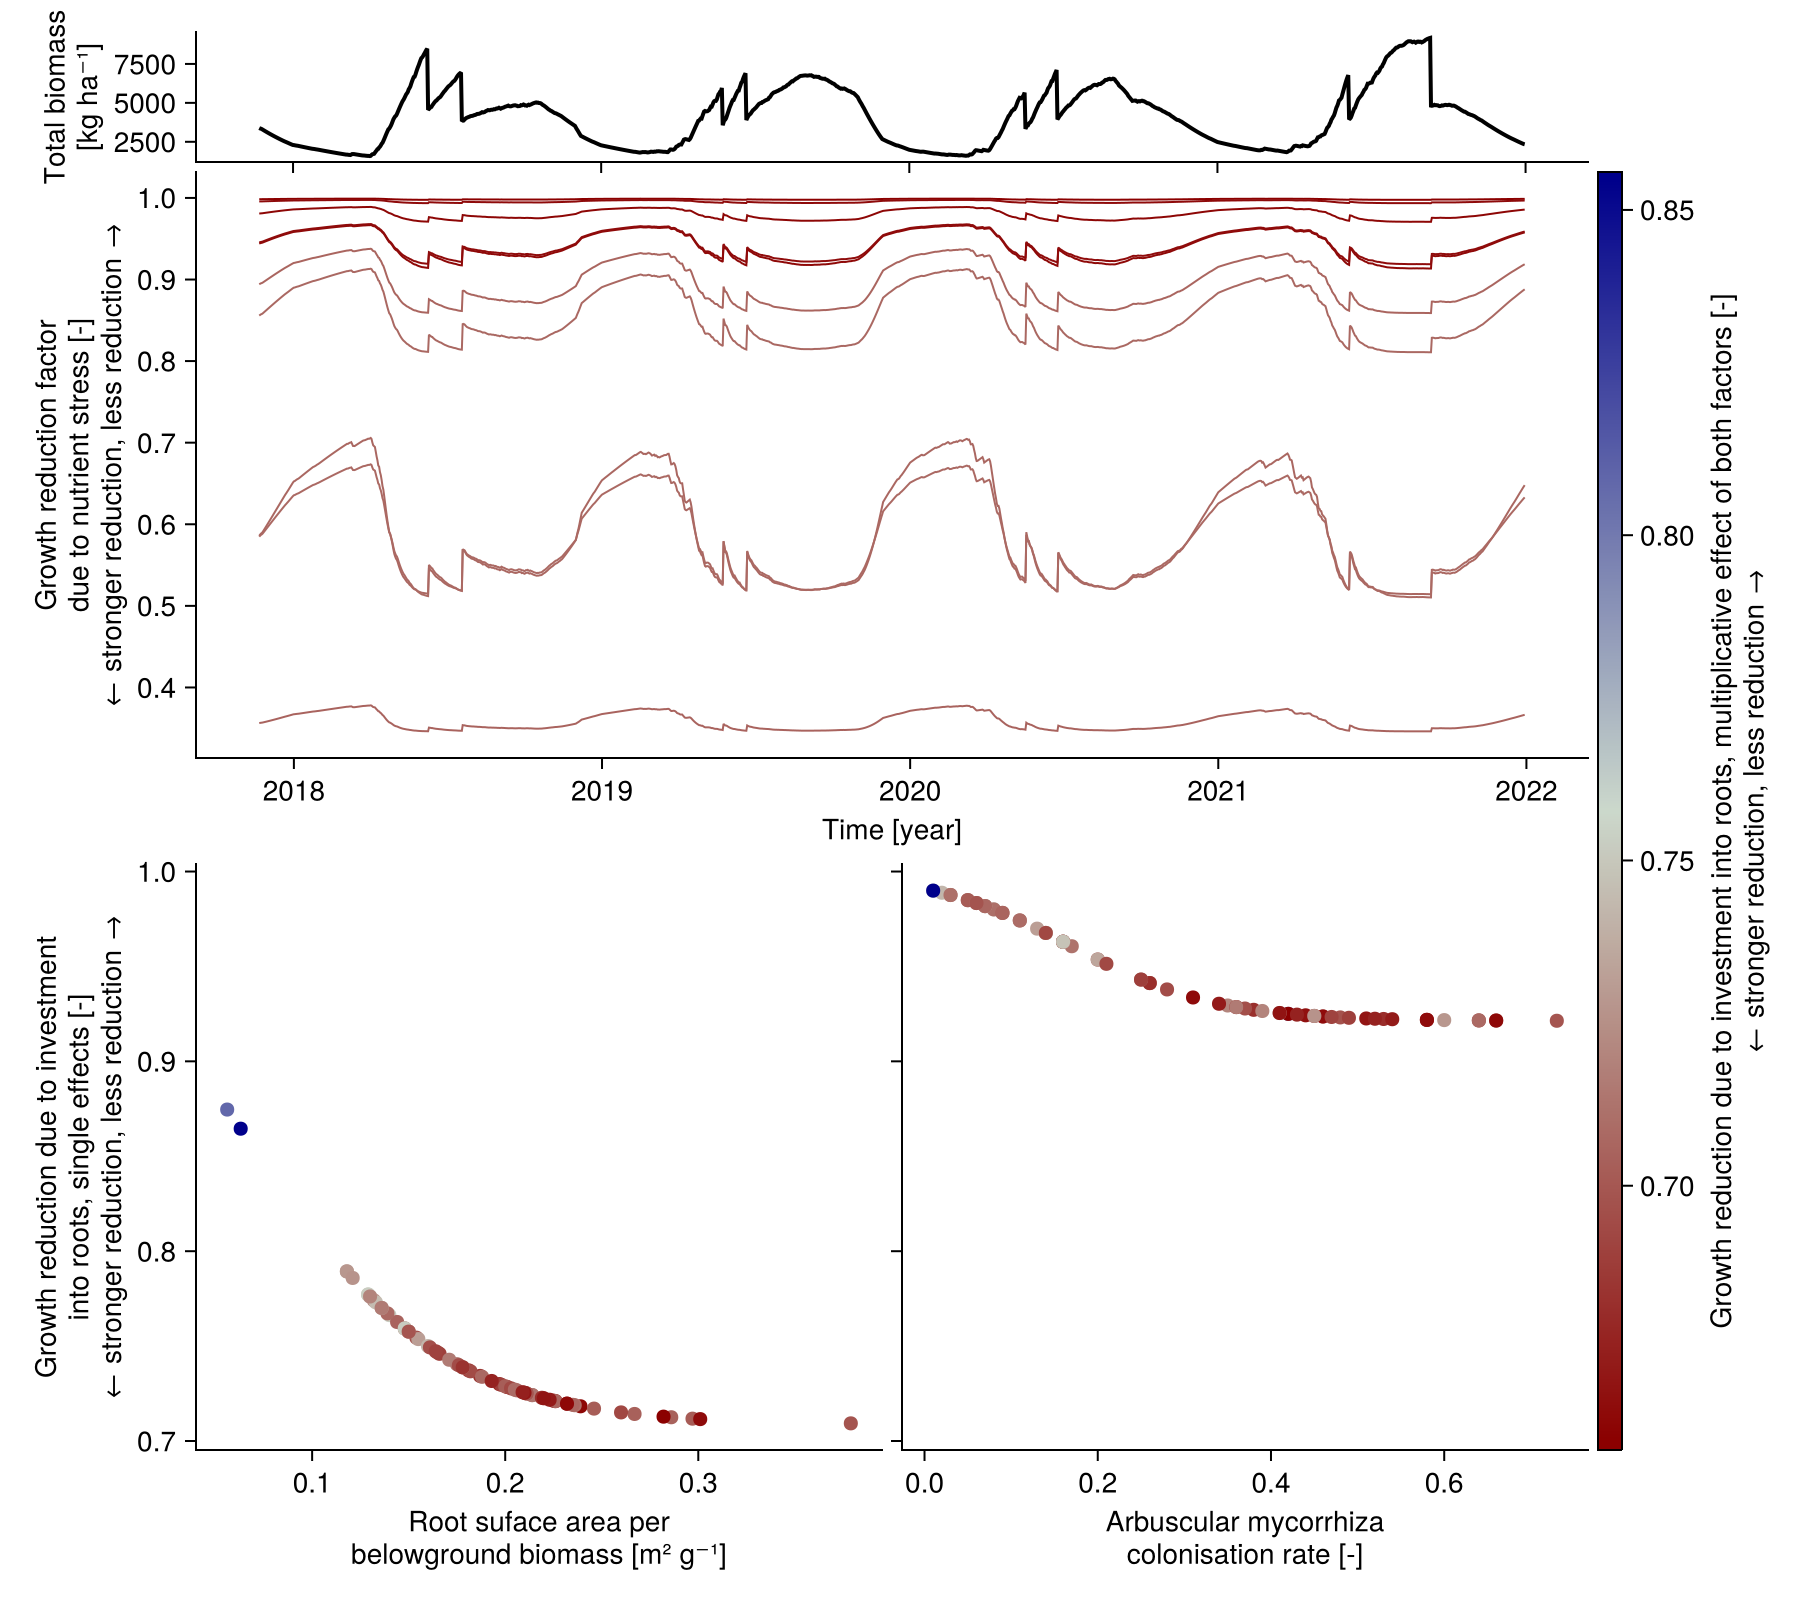 Total biomass
[kg ha⁻¹]
7500
5000
2500
Growth reduction factor
due to nutrient stress [-]
← stronger reduction, less reduction →
1.0
0.9
0.8
0.7
0.6
0.5
0.4
2018
2019
2020
2021
2022
Time [year]
0.85
0.80
0.75
0.70
Growth reduction due to investment into roots, multiplicative effect of both factors [-]
← stronger reduction, less reduction →
Growth reduction due to investment
into roots, single effects [-]
← stronger reduction, less reduction →
1.0
0.9
0.8
0.7
0.1
0.2
0.3
Root suface area per
belowground biomass [m² g⁻¹]
0.0
0.2
0.4
0.6
Arbuscular mycorrhiza
colonisation rate [-]